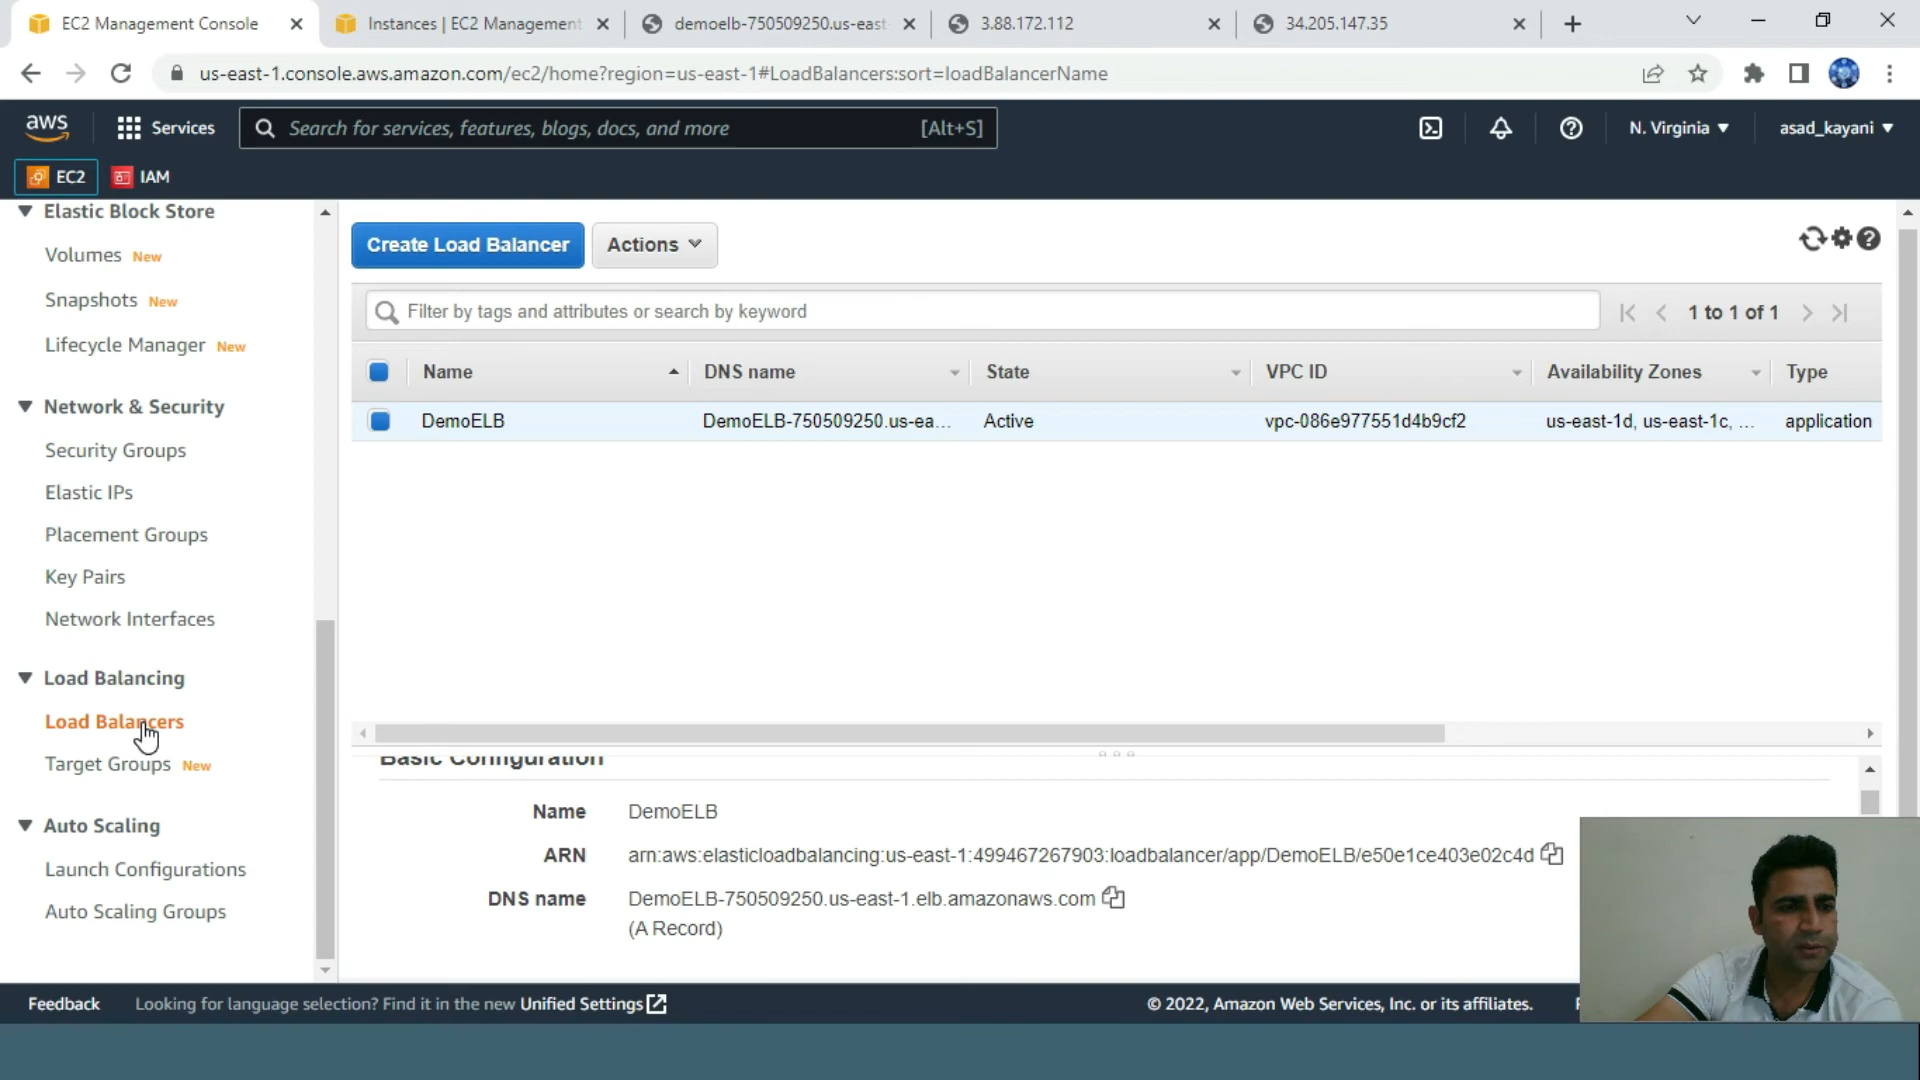 EC2 Management Console
Instances | EC2 Management
demoelb-750509250.us-east
3.88.172.112
34.205.147.35
us-east-1.console.aws.amazon.com/ec2/home?region=us-east-1#LoadBalancers:sort=loadBalancerName
aws
Services
Search for services, features, blogs, docs, and more
[Alt+S]
N. Virginia
asad_kayani
EC2
IAM
Elastic Block Store
Volumes New
Snapshots New
Lifecycle Manager New
Network & Security
Security Groups
Elastic IPs
Placement Groups
Key Pairs
Network Interfaces
Load Balancing
Load Balancers
Target Groups New
Auto Scaling
Launch Configurations
Auto Scaling Groups
Create Load Balancer
Actions
Filter by tags and attributes or search by keyword
1 to 1 of 1
Name DNS name State VPC ID Availability Zones Type
DemoELB DemoELB-750509250.us-ea... Active vpc-086e977551d4b9cf2 us-east-1d, us-east-1c, ... application
Basic Configuration
Name DemoELB
ARN arn:aws:elasticloadbalancing:us-east-1:499467267903:loadbalancer/app/DemoELB/e50e1ce403e02c4d
DNS name DemoELB-750509250.us-east-1.elb.amazonaws.com
(A Record)
Feedback
Looking for language selection? Find it in the new Unified Settings
© 2022, Amazon Web Services, Inc. or its affiliates.